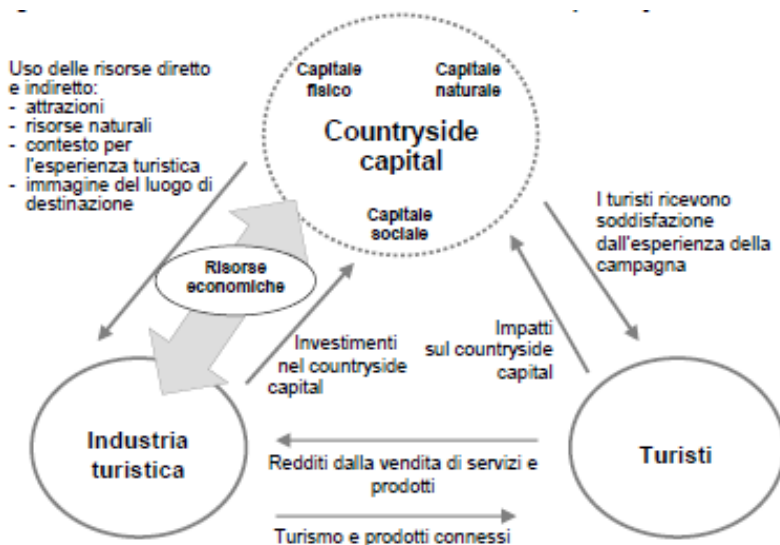 Uso delle risorse diretto
e indiretto:
- attrazioni
- risorse naturali
- contesto per
l'esperienza turistica
- immagine del luogo di
destinazione
Capitale
fisico
Capitale
naturale
Countryside
capital
Capitale
sociale
I turisti ricevono
soddisfazione
dall'esperienza della
campagna
Risorse
economiche
Investimenti
nel countryside
capital
Impatti
sul countryside
capital
Industria
turistica
Turisti
Redditi dalla vendita di servizi e
prodotti
Turismo e prodotti connessi